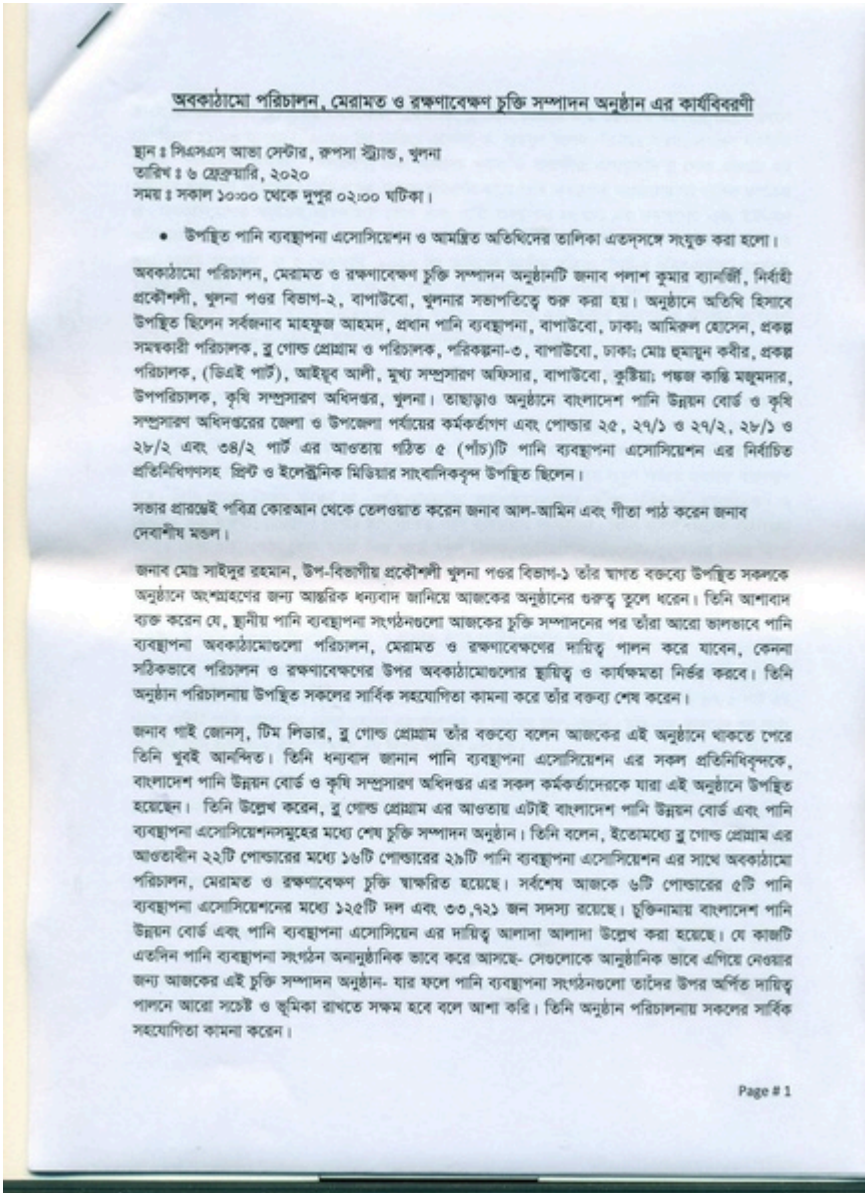 অবকাঠামো পরিচালন, মেরামত ও রক্ষণাবেক্ষণ চুক্তি সম্পাদন অনুষ্ঠান এর কার্যবিবরণী
স্থান ঃ সিএসএস আভা সেন্টার, রুপসা স্ট্র্যান্ড, খুলনা
তারিখ ঃ ৬ ফেব্রুয়ারি, ২০২০
সময় ঃ সকাল ১০:০০ থেকে দুপুর ০২:০০ ঘটিকা।
• উপস্থিত পানি ব্যবস্থাপনা এসোসিয়েশন ও আমন্ত্রিত অতিথিদের তালিকা এতদ্‌সঙ্গে সংযুক্ত করা হলো।
অবকাঠামো পরিচালন, মেরামত ও রক্ষণাবেক্ষণ চুক্তি সম্পাদন অনুষ্ঠানটি জনাব পলাশ কুমার ব্যানর্জি, নির্বাহী
প্রকৌশলী, খুলনা পওর বিভাগ-২, বাপাউবো, খুলনার সভাপতিত্বে শুরু করা হয়। অনুষ্ঠানে অতিথি হিসাবে
উপস্থিত ছিলেন সর্বজনাব মাহফুজ আহমদ, প্রধান পানি ব্যবস্থাপনা, বাপাউবো, ঢাকা; আমিরুল হোসেন, প্রকল্প
সমন্বকারী পরিচালক, ব্লু গোল্ড প্রোগ্রাম ও পরিচালক, পরিকল্পনা-৩, বাপাউবো, ঢাকা; মোঃ হুমায়ুন কবীর, প্রকল্প
পরিচালক, (ডিএই পার্ট), আইয়ুব আলী, মুখ্য সম্প্রসারণ অফিসার, বাপাউবো, কুষ্টিয়া; পঙ্কজ কান্তি মজুমদার,
উপপরিচালক, কৃষি সম্প্রসারণ অধিদপ্তর, খুলনা। তাছাড়াও অনুষ্ঠানে বাংলাদেশ পানি উন্নয়ন বোর্ড ও কৃষি
সম্প্রসারণ অধিদপ্তরের জেলা ও উপজেলা পর্যায়ের কর্মকর্তাগণ এবং পোল্ডার ২৫, ২৭/১ ও ২৭/২, ২৮/১ ও
২৮/২ এবং ৩৪/২ পার্ট এর আওতায় গঠিত ৫ (পাঁচ)টি পানি ব্যবস্থাপনা এসোসিয়েশন এর নির্বাচিত
প্রতিনিধিগণসহ প্রিন্ট ও ইলেক্ট্রনিক মিডিয়ার সাংবাদিকবৃন্দ উপস্থিত ছিলেন।
সভার প্রারম্ভেই পবিত্র কোরআন থেকে তেলওয়াত করেন জনাব আল-আমিন এবং গীতা পাঠ করেন জনাব
দেবাশীষ মন্ডল।
জনাব মোঃ সাইদুর রহমান, উপ-বিভাগীয় প্রকৌশলী খুলনা পওর বিভাগ-১ তাঁর স্বাগত বক্তব্যে উপস্থিত সকলকে
অনুষ্ঠানে অংশগ্রহণের জন্য আন্তরিক ধন্যবাদ জানিয়ে আজকের অনুষ্ঠানের গুরুত্ব তুলে ধরেন। তিনি আশাবাদ
ব্যক্ত করেন যে, স্থানীয় পানি ব্যবস্থাপনা সংগঠনগুলো আজকের চুক্তি সম্পাদনের পর তাঁরা আরো ভালভাবে পানি
ব্যবস্থাপনা অবকাঠামোগুলো পরিচালন, মেরামত ও রক্ষণাবেক্ষণের দায়িত্ব পালন করে যাবেন, কেননা
সঠিকভাবে পরিচালন ও রক্ষণাবেক্ষণের উপর অবকাঠামোগুলোর স্থায়িত্ব ও কার্যক্ষমতা নির্ভর করবে। তিনি
অনুষ্ঠান পরিচালনায় উপস্থিত সকলের সার্বিক সহযোগিতা কামনা করে তাঁর বক্তব্য শেষ করেন।
জনাব গাই জোনস্, টিম লিডার, ব্লু গোল্ড প্রোগ্রাম তাঁর বক্তব্যে বলেন আজকের এই অনুষ্ঠানে থাকতে পেরে
তিনি খুবই আনন্দিত। তিনি ধন্যবাদ জানান পানি ব্যবস্থাপনা এসোসিয়েশন এর সকল প্রতিনিধিবৃন্দকে,
বাংলাদেশ পানি উন্নয়ন বোর্ড ও কৃষি সম্প্রসারণ অধিদপ্তর এর সকল কর্মকর্তাদেরকে যারা এই অনুষ্ঠানে উপস্থিত
হয়েছেন। তিনি উল্লেখ করেন, ব্লু গোল্ড প্রোগ্রাম এর আওতায় এটাই বাংলাদেশ পানি উন্নয়ন বোর্ড এবং পানি
ব্যবস্থাপনা এসোসিয়েশনসমুহের মধ্যে শেষ চুক্তি সম্পাদন অনুষ্ঠান। তিনি বলেন, ইতোমধ্যে ব্লু গোল্ড প্রোগ্রাম এর
আওতাধীন ২২টি পোল্ডারের মধ্যে ১৬টি পোল্ডারের ২৯টি পানি ব্যবস্থাপনা এসোসিয়েশন এর সাথে অবকাঠামো
পরিচালন, মেরামত ও রক্ষণাবেক্ষণ চুক্তি স্বাক্ষরিত হয়েছে। সর্বশেষ আজকে ৬টি পোল্ডারের ৫টি পানি
ব্যবস্থাপনা এসোসিয়েশনের মধ্যে ১২৫টি দল এবং ৩৩,৭২১ জন সদস্য রয়েছে। চুক্তিনামায় বাংলাদেশ পানি
উন্নয়ন বোর্ড এবং পানি ব্যবস্থাপনা এসোসিয়েন এর দায়িত্ব আলাদা আলাদা উল্লেখ করা হয়েছে। যে কাজটি
এতদিন পানি ব্যবস্থাপনা সংগঠন অনানুষ্ঠানিক ভাবে করে আসছে- সেগুলোকে আনুষ্ঠানিক ভাবে এগিয়ে নেওয়ার
জন্য আজকের এই চুক্তি সম্পাদন অনুষ্ঠান- যার ফলে পানি ব্যবস্থাপনা সংগঠনগুলো তাঁদের উপর অর্পিত দায়িত্ব
পালনে আরো সচেষ্ট ও ভূমিকা রাখতে সক্ষম হবে বলে আশা করি। তিনি অনুষ্ঠান পরিচালনায় সকলের সার্বিক
সহযোগিতা কামনা করেন।
Page # 1